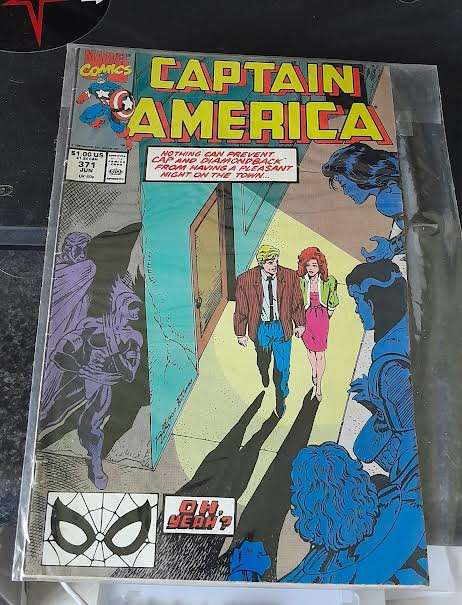 MARVEL
COMICS
CAPTAIN
AMERICA
$1.00 US
371
JUN
NOTHING CAN PREVENT
CAP AND DIAMONDBACK
FROM HAVING A PLEASANT
NIGHT ON THE TOWN...
OH,
YEAH?